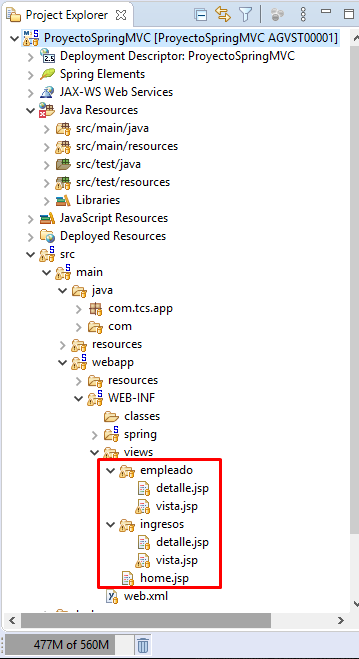 Project Explorer
ProyectoSpringMVC [ProyectoSpringMVC AGVST00001]
Deployment Descriptor: ProyectoSpringMVC
Spring Elements
JAX-WS Web Services
Java Resources
src/main/java
src/main/resources
src/test/java
src/test/resources
Libraries
JavaScript Resources
Deployed Resources
src
main
java
com.tcs.app
com
resources
webapp
resources
WEB-INF
classes
spring
views
empleado
detalle.jsp
vista.jsp
ingresos
detalle.jsp
vista.jsp
home.jsp
web.xml
477M of 560M